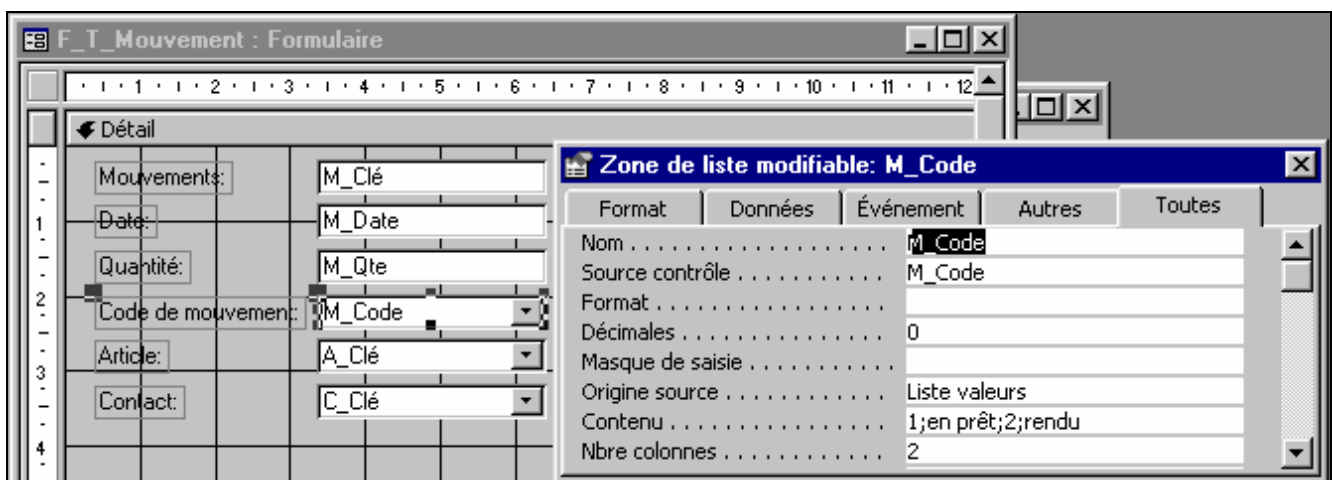 F_T_Mouvement : Formulaire
1 2 3 4 5 6 7 8 9 10 11 12
Détail
Mouvements: M_Clé
Date: M_Date
Quantité: M_Qte
Code de mouvement: M_Code
Article: A_Clé
Contact: C_Clé
1
2
3
4
Zone de liste modifiable: M_Code
Format Données Événement Autres Toutes
Nom . . . . . . . . . . . . . . . . . . . M_Code
Source contrôle . . . . . . . . . . . M_Code
Format . . . . . . . . . . . . . . . . .
Décimales . . . . . . . . . . . . . . . 0
Masque de saisie . . . . . . . . . . .
Origine source . . . . . . . . . . . . Liste valeurs
Contenu . . . . . . . . . . . . . . . . 1;en prêt;2;rendu
Nbre colonnes . . . . . . . . . . . . . 2